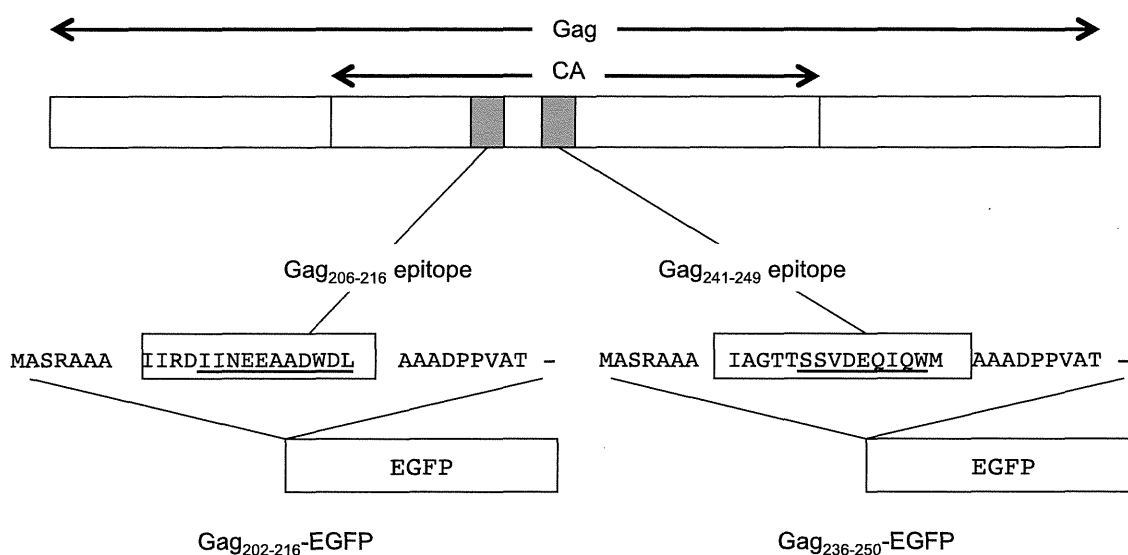 Gag
CA
Gag206-216 epitope
Gag241-249 epitope
MASRAAA IIRDIINEEAADWDL AAADPPVAT –
MASRAAA IAGTTSSVDEQIQWM AAADPPVAT –
EGFP
EGFP
Gag202-216-EGFP
Gag236-250-EGFP